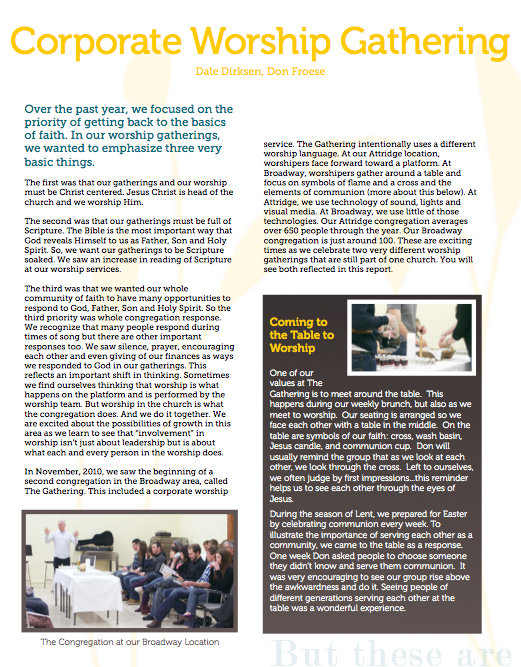 Corporate Worship Gathering
Dale Dirksen, Don Froese
Over the past year, we focused on the
priority of getting back to the basics
of faith. In our worship gatherings,
we wanted to emphasize three very
basic things.
The first was that our gatherings and our worship
must be Christ centered. Jesus Christ is head of the
church and we worship Him.
The second was that our gatherings must be full of
Scripture. The Bible is the most important way that
God reveals Himself to us as Father, Son and Holy
Spirit. So, we want our gatherings to be Scripture
soaked. We saw an increase in reading of Scripture
at our worship services.
The third was that we wanted our whole
community of faith to have many opportunities to
respond to God, Father, Son and Holy Spirit. So the
third priority was whole congregation response.
We recognize that many people respond during
times of song but there are other important
responses too. We saw silence, prayer, encouraging
each other and even giving of our finances as ways
we responded to God in our gatherings. This
reflects an important shift in thinking. Sometimes
we find ourselves thinking that worship is what
happens on the platform and is performed by the
worship team. But worship in the church is what
the congregation does. And we do it together. We
are excited about the possibilities of growth in this
area as we learn to see that "involvement" in
worship isn't just about leadership but is about
what each and every person in the worship does.
In November, 2010, we saw the beginning of a
second congregation in the Broadway area, called
The Gathering. This included a corporate worship
The Congregation at our Broadway Location
service. The Gathering intentionally uses a different
worship language. At our Attridge location,
worshipers face forward toward a platform. At
Broadway, worshipers gather around a table and
focus on symbols of flame and a cross and the
elements of communion (more about this below). At
Attridge, we use technology of sound, lights and
visual media. At Broadway, we use little of those
technologies. Our Attridge congregation averages
over 650 people through the year. Our Broadway
congregation is just around 100. These are exciting
times as we celebrate two very different worship
gatherings that are still part of one church. You will
see both reflected in this report.
Coming to
the Table to
Worship
One of our
values at The
Gathering is to meet around the table. This
happens during our weekly brunch, but also as we
meet to worship. Our seating is arranged so we
face each other with a table in the middle. On the
table are symbols of our faith: cross, wash basin,
Jesus candle, and communion cup. Don will
usually remind the group that as we look at each
other, we look through the cross. Left to ourselves,
we often judge by first impressions...this reminder
helps us to see each other through the eyes of
Jesus.
During the season of Lent, we prepared for Easter
by celebrating communion every week. To
illustrate the importance of serving each other as a
community, we came to the table as a response.
One week Don asked people to choose someone
they didn't know and serve them communion. It
was very encouraging to see our group rise above
the awkwardness and do it. Seeing people of
different generations serving each other at the
table was a wonderful experience.
But these are